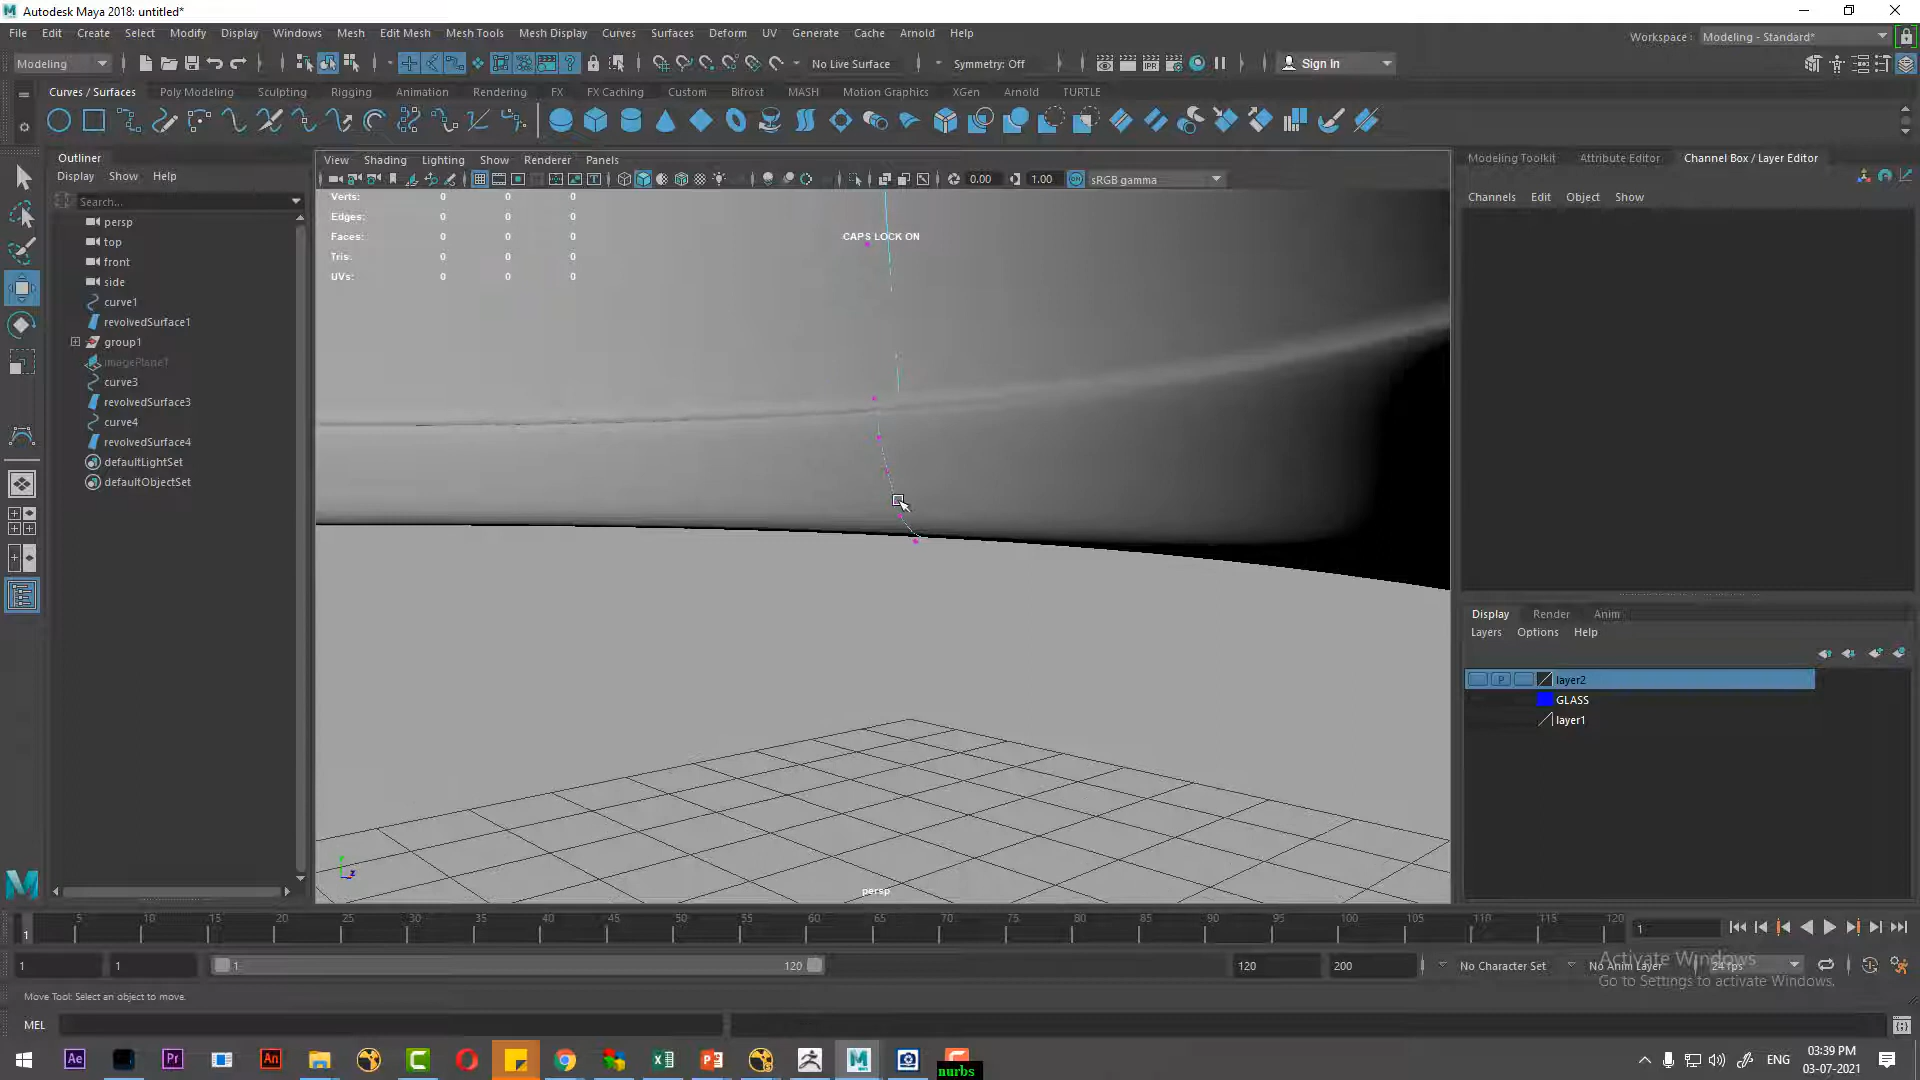 Autodesk Maya 2018: untitled*
File Edit Create Select Modify Display Windows Mesh Edit Mesh Mesh Tools Mesh Display Curves Surfaces Deform UV Generate Cache Arnold Help
Workspace : Modeling - Standard*
Modeling No Live Surface Symmetry: Off IPR Sign In
Curves / Surfaces Poly Modeling Sculpting Rigging Animation Rendering FX FX Caching Custom Bifrost MASH Motion Graphics XGen Arnold TURTLE
Outliner
Display Show Help
Search...
persp
top
front
side
curve1
revolvedSurface1
group1
imagePlane1
curve3
revolvedSurface3
curve4
revolvedSurface4
defaultLightSet
defaultObjectSet
View Shading Lighting Show Renderer Panels
0.00 1.00 sRGB gamma
Verts: 0 0 0
Edges: 0 0 0
Faces: 0 0 0
Tris: 0 0 0
UVs: 0 0 0
CAPS LOCK ON
persp
z
Modeling Toolkit Attribute Editor Channel Box / Layer Editor
Channels Edit Object Show
Display Render Anim
Layers Options Help
P layer2
GLASS
layer1
5 10 15 20 25 30 35 40 45 50 55 60 65 70 75 80 85 90 95 100 105 110 115 120
1 1
1 1 1 120 120 200 No Character Set No Anim Layer 24 fps
Activate Windows
Go to Settings to activate Windows.
Move Tool: Select an object to move.
MEL
Ae Pr An
nurbs
ENG 03:39 PM
03-07-2021